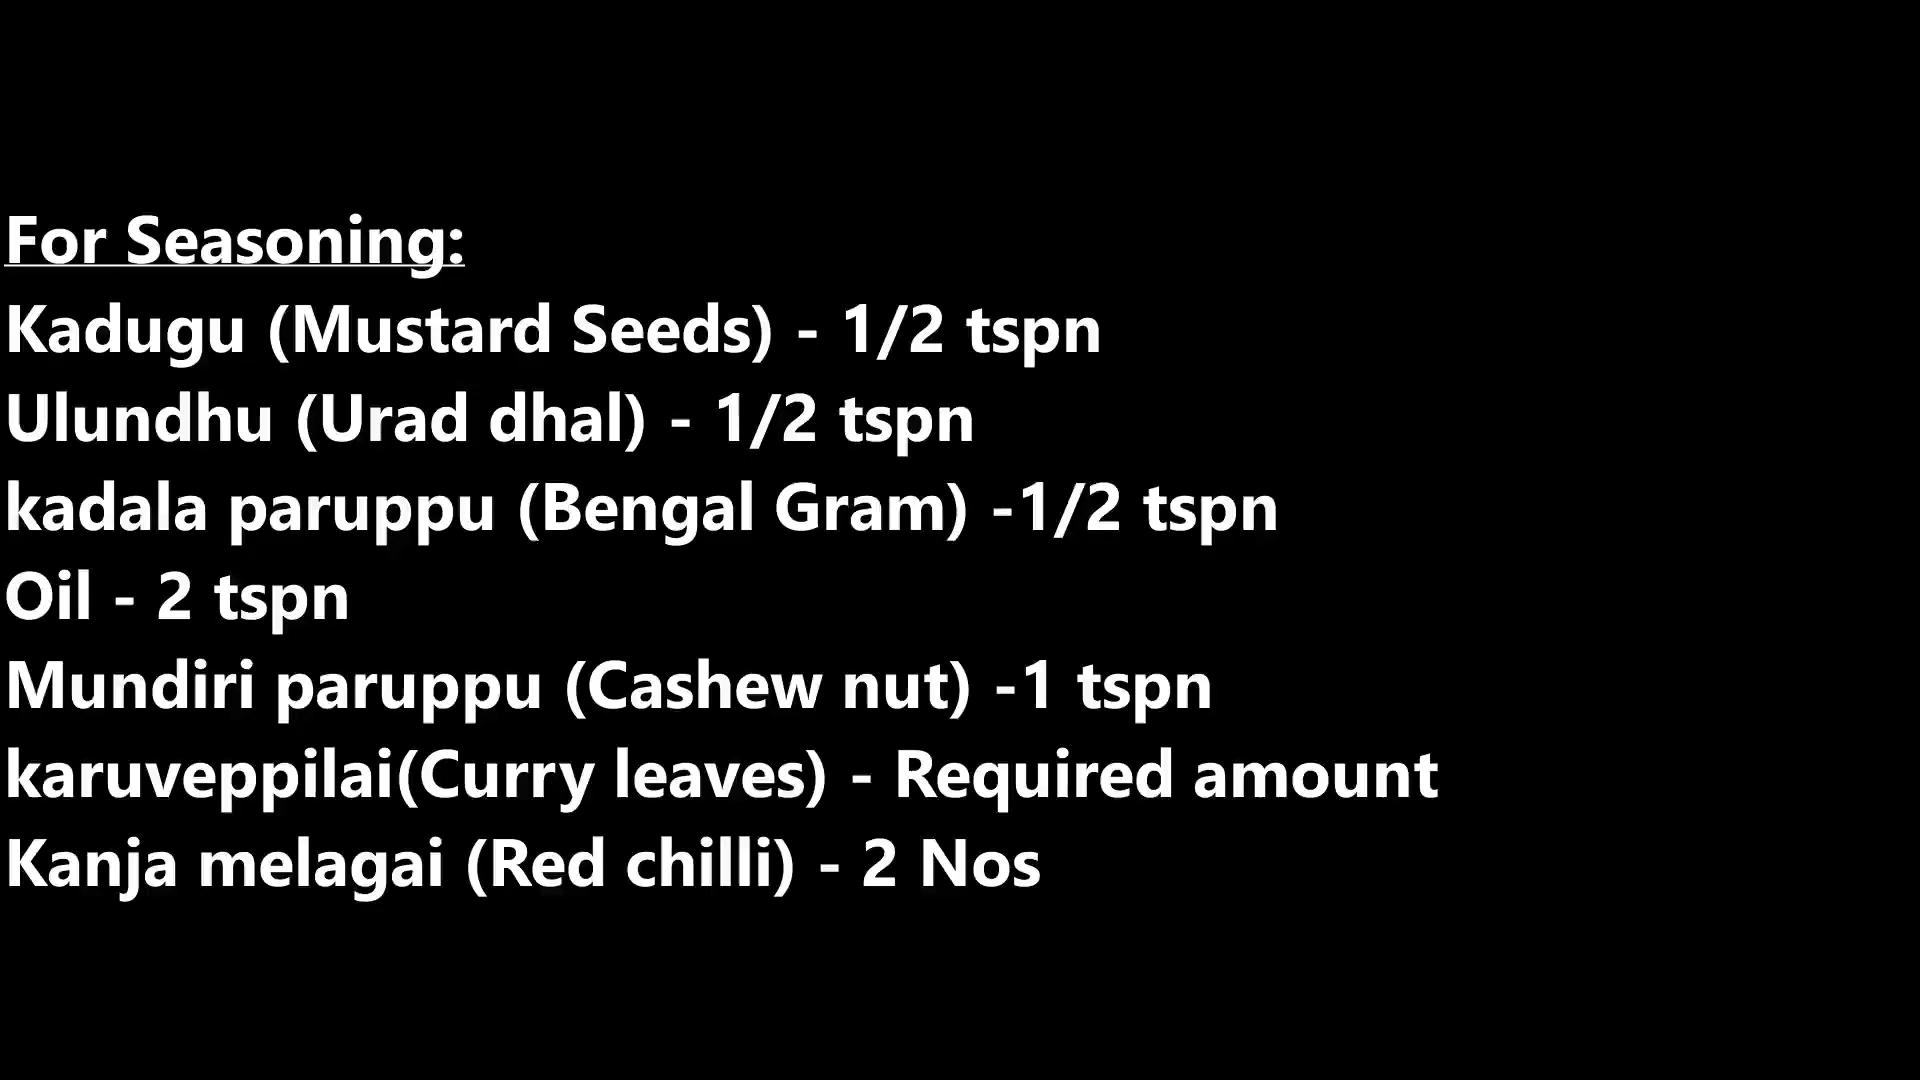 For Seasoning:
Kadugu (Mustard Seeds) - 1/2 tspn
Ulundhu (Urad dhal) - 1/2 tspn
kadala paruppu (Bengal Gram) -1/2 tspn
Oil - 2 tspn
Mundiri paruppu (Cashew nut) -1 tspn
karuveppilai(Curry leaves) - Required amount
Kanja melagai (Red chilli) - 2 Nos